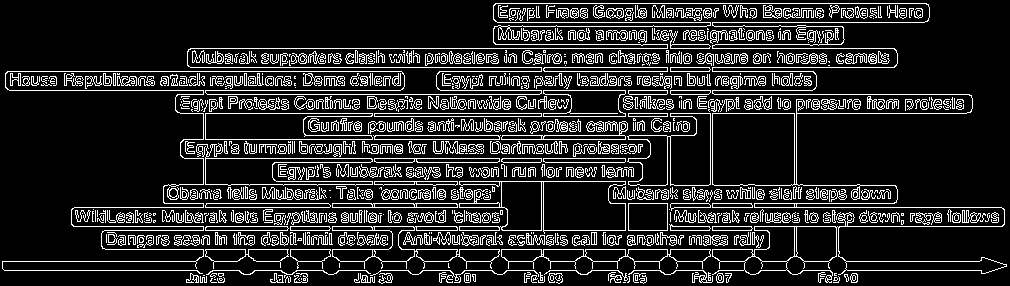 Egypt Frees Google Manager Who Became Protest Hero
Mubarak not among key resignations in Egypt
Mubarak supporters clash with protesters in Cairo; men charge into square on horses, camels
House Republicans attack regulations; Dems defend
Egypt ruling party leaders resign but regime holds
Egypt Protests Continue Despite Nationwide Curfew
Strikes in Egypt add to pressure from protests
Gunfire pounds anti-Mubarak protest camp in Cairo
Egypt's turmoil brought home for UMass Dartmouth professor
Egypt's Mubarak says he won't run for new term
Obama tells Mubarak: Take 'concrete steps'
Mubarak stays while staff steps down
WikiLeaks: Mubarak lets Egyptians suffer to avoid 'chaos'
Mubarak refuses to step down; rage follows
Dangers seen in the debt-limit debate
Anti-Mubarak activists call for another mass rally
Jan 28
Jan 30
Feb 01
Feb 03
Feb 05
Feb 07
Feb 10